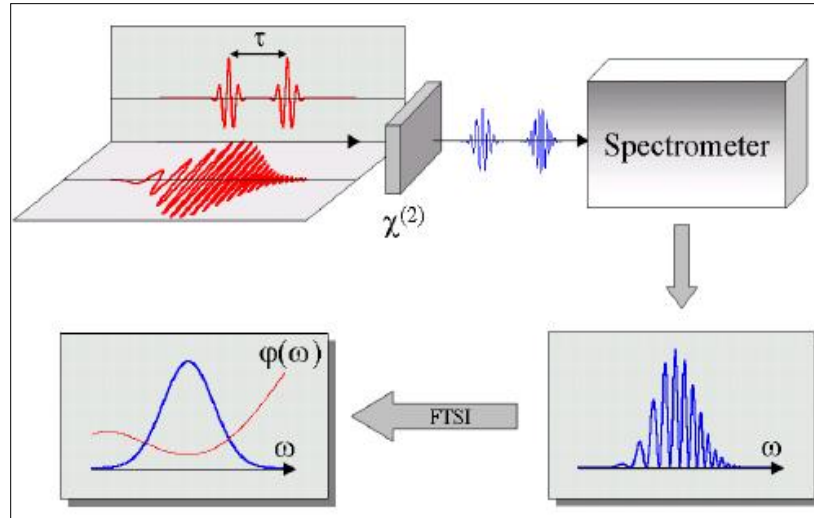 τ
Spectrometer
χ(2)
φ(ω)
ω
FTSI
ω